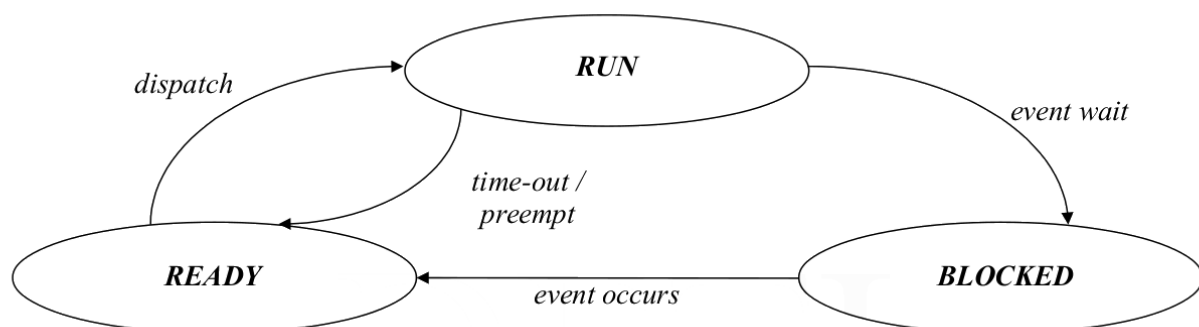 RUN
dispatch
event wait
time-out /
preempt
READY
BLOCKED
event occurs